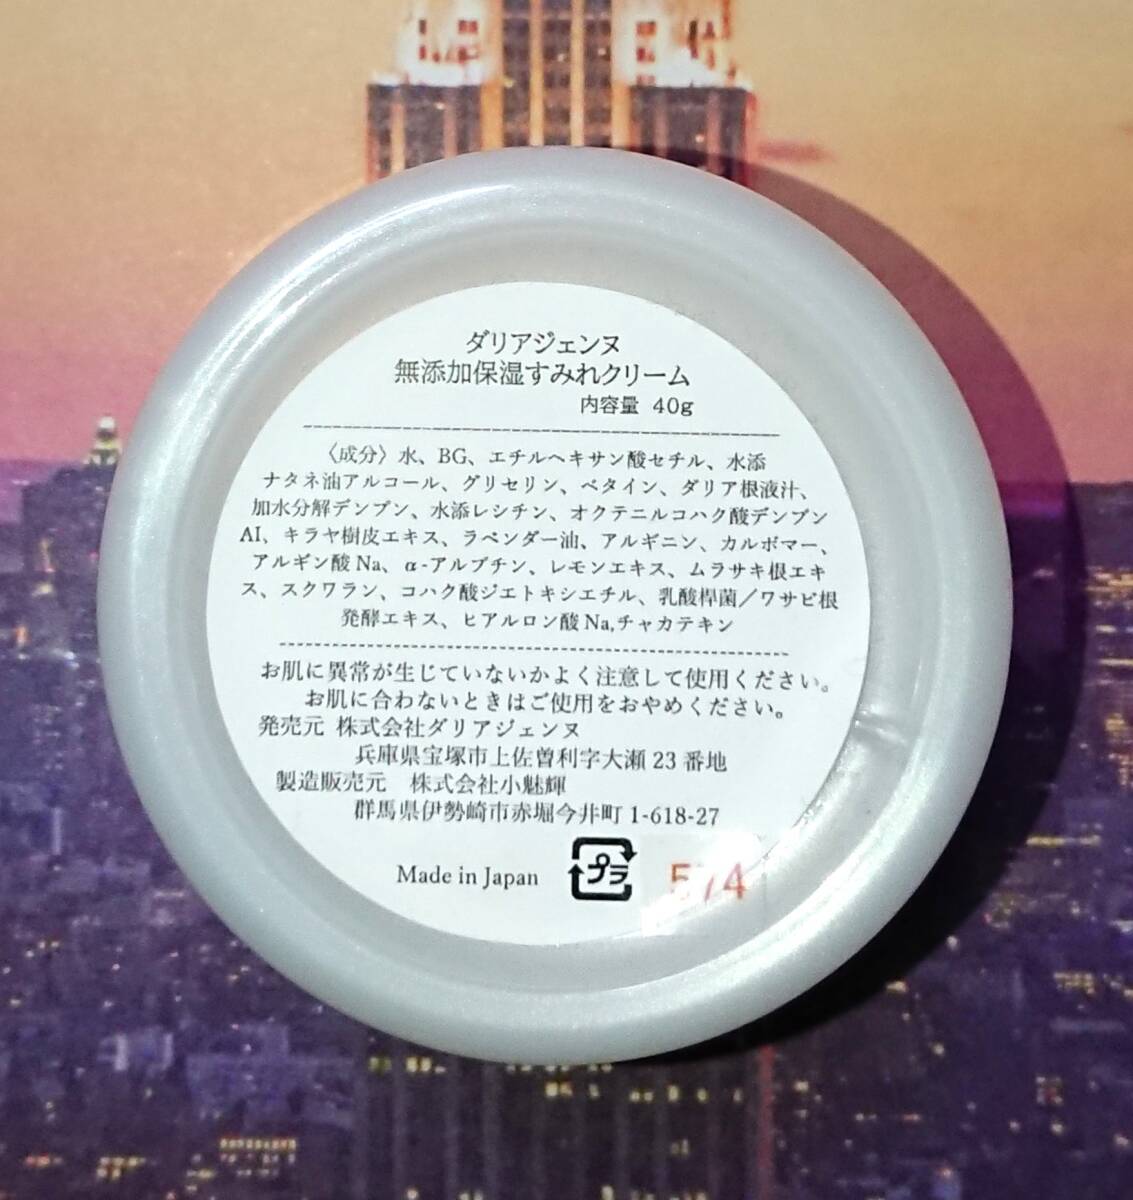 ダリアジェンヌ
無添加保湿すみれクリーム
内容量 40g
〈成分〉水、BG、エチルヘキサン酸セチル、水添
ナタネ油アルコール、グリセリン、ベタイン、ダリア根液汁、
加水分解デンプン、水添レシチン、オクテニルコハク酸デンプン
AI、キラヤ樹皮エキス、ラベンダー油、アルギニン、カルボマー、
アルギン酸 Na、α-アルブチン、レモンエキス、ムラサキ根エキ
ス、スクワラン、コハク酸ジエトキシエチル、乳酸桿菌／ワサビ根
発酵エキス、ヒアルロン酸 Na,チャカテキン
お肌に異常が生じていないかよく注意して使用ください。
お肌に合わないときはご使用をおやめください。
発売元 株式会社ダリアジェンヌ
兵庫県宝塚市上佐曽利字大瀬 23 番地
製造販売元 株式会社小魅輝
群馬県伊勢崎市赤堀今井町 1-618-27
Made in Japan プラ